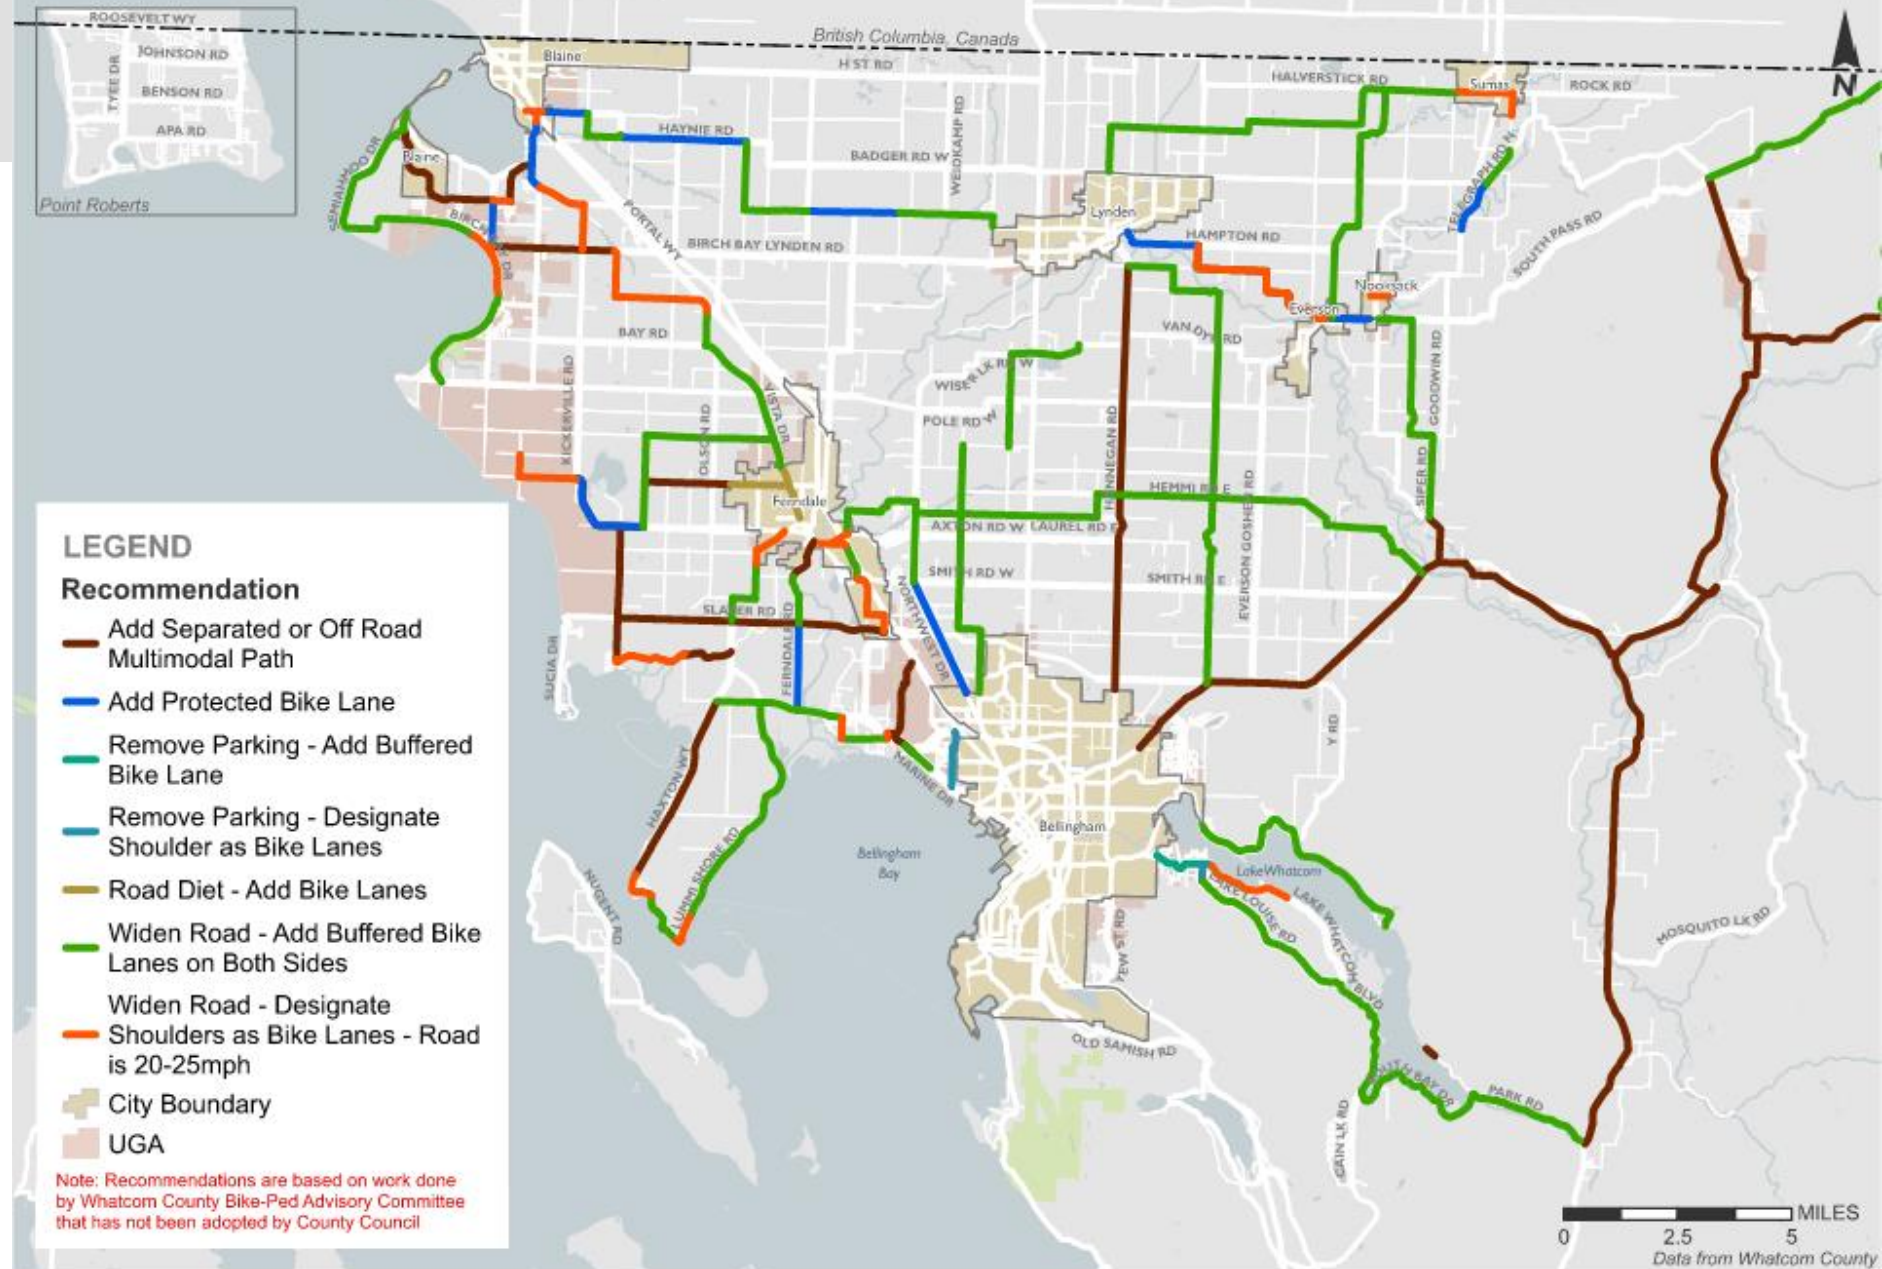 ROOSEVELT WY
JOHNSON RD
TYEE DR
BENSON RD
APA RD
Point Roberts
British Columbia, Canada
Blaine
H ST RD
HALVERSTICK RD
Sumas
ROCK RD
N
HAYNIE RD
WEIDKAMP RD
BADGER RD W
TELEGRAPH RD N
SEMIAHMOO DR
Blaine
Lynden
PORTAL WY
BIRCH BAY LYNDEN RD
HAMPTON RD
SOUTH PASS RD
Nooksack
Everson
BAY RD
VAN DYK RD
GOODWIN RD
KICKERVILLE RD
WISER LK RD W
VISTA DR
OLSON RD
POLE RD W
HANNEGAN RD
SIPER RD
HEMMI RD E
Ferndale
EVERSON GOSHEN RD
AXTON RD W
LAUREL RD E
SMITH RD W
SMITH RD E
NORTHWEST DR
SLATER RD
FERNDALE RD
SUCIA DR
Y RD
HAXTON WY
MARINE DR
Bellingham
Bellingham
Bay
LUMMI SHORE RD
NUGENT RD
Lake Whatcom
LAKE LOUISE RD
LAKE WHATCOM BLVD
YEW ST RD
MOSQUITO LK RD
OLD SAMISH RD
SOUTH BAY DR
PARK RD
CAIN LK RD
LEGEND
Recommendation
Add Separated or Off Road
Multimodal Path
Add Protected Bike Lane
Remove Parking - Add Buffered
Bike Lane
Remove Parking - Designate
Shoulder as Bike Lanes
Road Diet - Add Bike Lanes
Widen Road - Add Buffered Bike
Lanes on Both Sides
Widen Road - Designate
Shoulders as Bike Lanes - Road
is 20-25mph
City Boundary
UGA
Note: Recommendations are based on work done
by Whatcom County Bike-Ped Advisory Committee
that has not been adopted by County Council
MILES
0 2.5 5
Data from Whatcom County